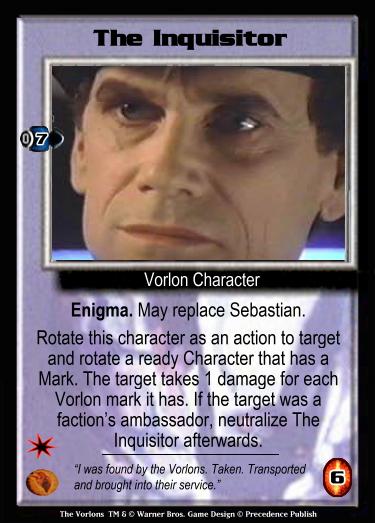 The Inquisitor
0 7
Vorlon Character
Enigma. May replace Sebastian.
Rotate this character as an action to target
and rotate a ready Character that has a
Mark. The target takes 1 damage for each
Vorlon mark it has. If the target was a
faction's ambassador, neutralize The
Inquisitor afterwards.
"I was found by the Vorlons. Taken. Transported
and brought into their service."
6
The Vorlons TM & © Warner Bros. Game Design © Precedence Publish